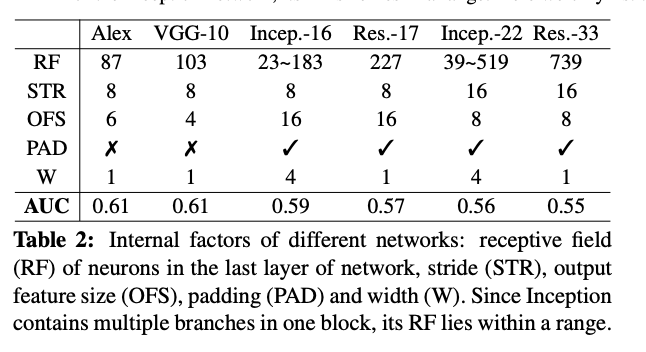 Alex VGG-10 Incep.-16 Res.-17 Incep.-22 Res.-33
RF 87 103 23~183 227 39~519 739
STR 8 8 8 8 16 16
OFS 6 4 16 16 8 8
PAD ✗ ✗ ✓ ✓ ✓ ✓
W 1 1 4 1 4 1
AUC 0.61 0.61 0.59 0.57 0.56 0.55
Table 2: Internal factors of different networks: receptive field
(RF) of neurons in the last layer of network, stride (STR), output
feature size (OFS), padding (PAD) and width (W). Since Inception
contains multiple branches in one block, its RF lies within a range.